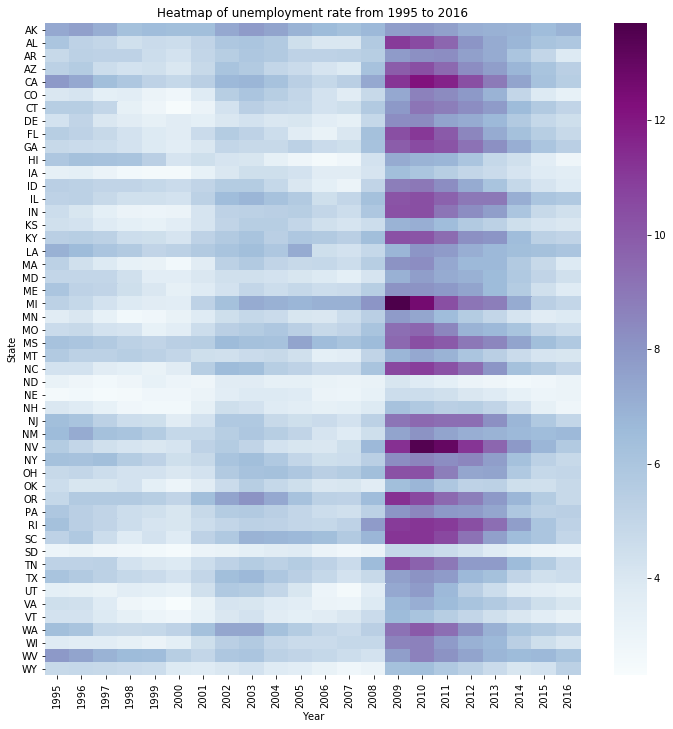 Heatmap of unemployment rate from 1995 to 2016
AK
AL
AR
AZ
CA
CO
CT
DE
FL
GA
HI
IA
ID
IL
IN
KS
KY
LA
MA
MD
ME
MI
MN
MO
MS
MT
NC
ND
NE
NH
NJ
NM
NV
NY
OH
OK
OR
PA
RI
SC
SD
TN
TX
UT
VA
VT
WA
WI
WV
WY
State
1995 1996 1997 1998 1999 2000 2001 2002 2003 2004 2005 2006 2007 2008 2009 2010 2011 2012 2013 2014 2015 2016
Year
12
10
8
6
4